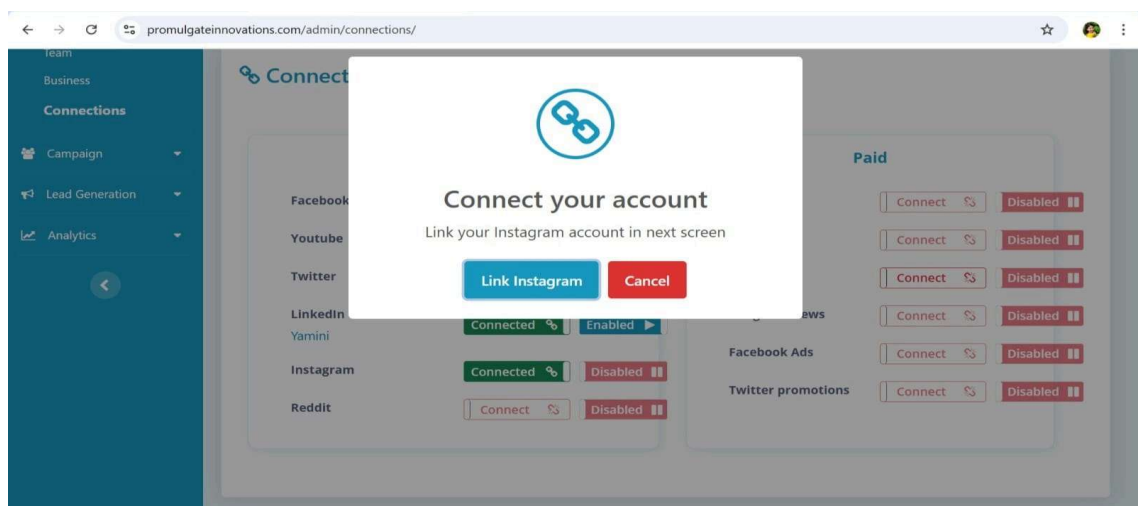 promulgateinnovations.com/admin/connections/
Team
Business
Connections
Campaign
Lead Generation
Analytics
Connect
Connect your account
Link your Instagram account in next screen
Link Instagram Cancel
Paid
Facebook
Connect Disabled
Youtube
Connect Disabled
Twitter
Connect Disabled
LinkedIn
Yamini
Connected Enabled
ews
Connect Disabled
Facebook Ads
Connect Disabled
Instagram
Connected Disabled
Twitter promotions
Connect Disabled
Reddit
Connect Disabled